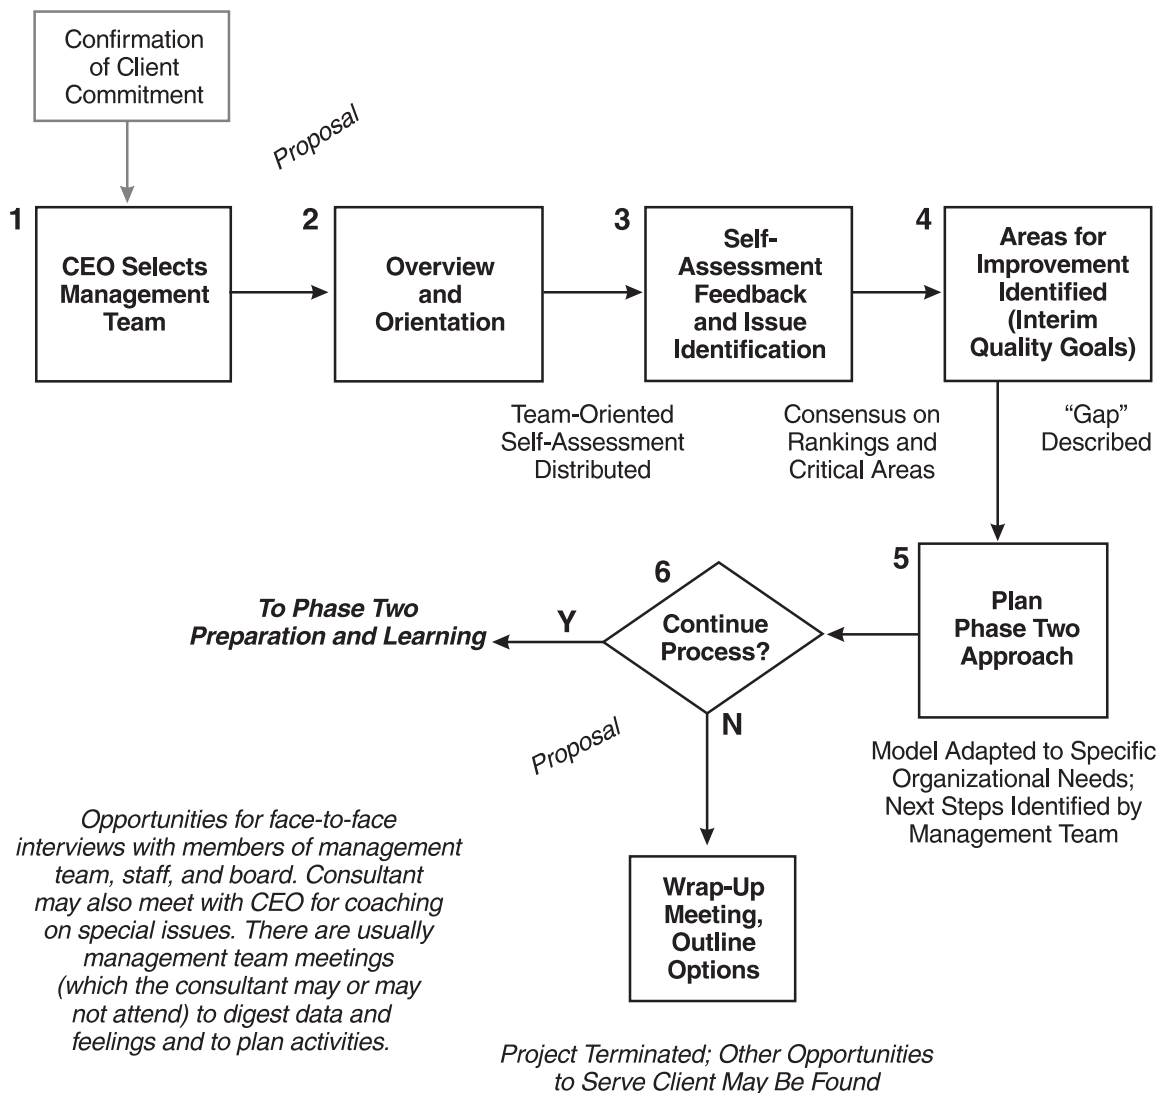 Confirmation
of Client
Commitment
Proposal
1
CEO Selects
Management
Team
2
Overview
and
Orientation
3
Self-
Assessment
Feedback
and Issue
Identification
4
Areas for
Improvement
Identified
(Interim
Quality Goals)
Team-Oriented
Self-Assessment
Distributed
Consensus on
Rankings and
Critical Areas
“Gap”
Described
5
Plan
Phase Two
Approach
6
Continue
Process?
Y
To Phase Two
Preparation and Learning
N
Proposal
Model Adapted to Specific
Organizational Needs;
Next Steps Identified by
Management Team
Opportunities for face-to-face
interviews with members of management
team, staff, and board. Consultant
may also meet with CEO for coaching
on special issues. There are usually
management team meetings
(which the consultant may or may
not attend) to digest data and
feelings and to plan activities.
Wrap-Up
Meeting,
Outline
Options
Project Terminated; Other Opportunities
to Serve Client May Be Found